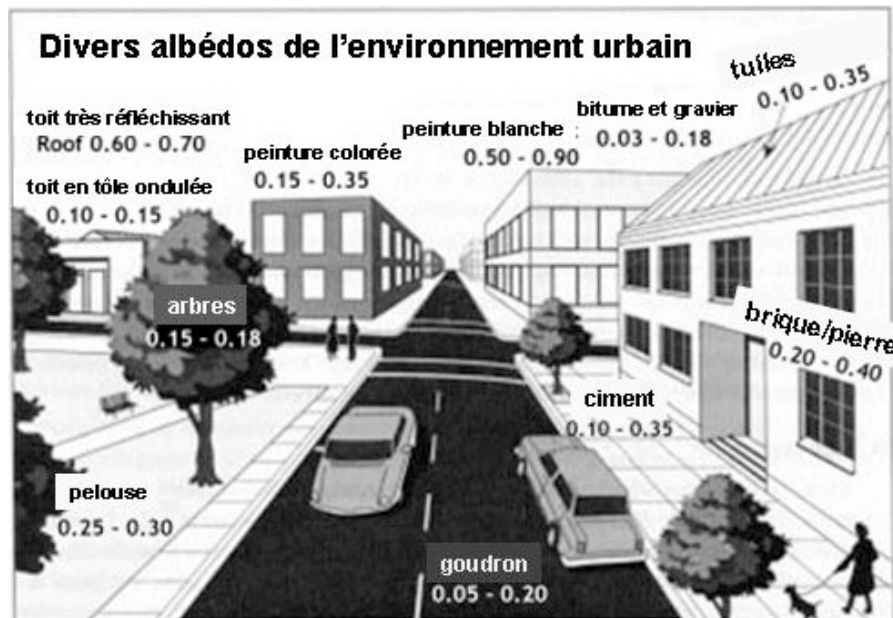 Divers albédos de l'environnement urbain
tuiles
0.10 - 0.35
toit très réfléchissant
Roof 0.60 - 0.70
bitume et gravier
0.03 - 0.18
peinture blanche :
0.50 - 0.90
peinture colorée
0.15 - 0.35
toit en tôle ondulée
0.10 - 0.15
arbres
0.15 - 0.18
brique/pierre
0.20 - 0.40
ciment
0.10 - 0.35
pelouse
0.25 - 0.30
goudron
0.05 - 0.20